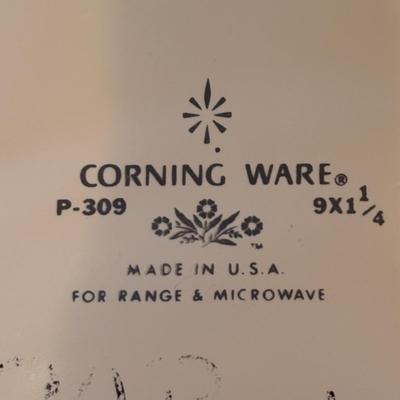 CORNING WARE®
P-309 9X1 1/4
™
MADE IN U.S.A.
FOR RANGE & MICROWAVE